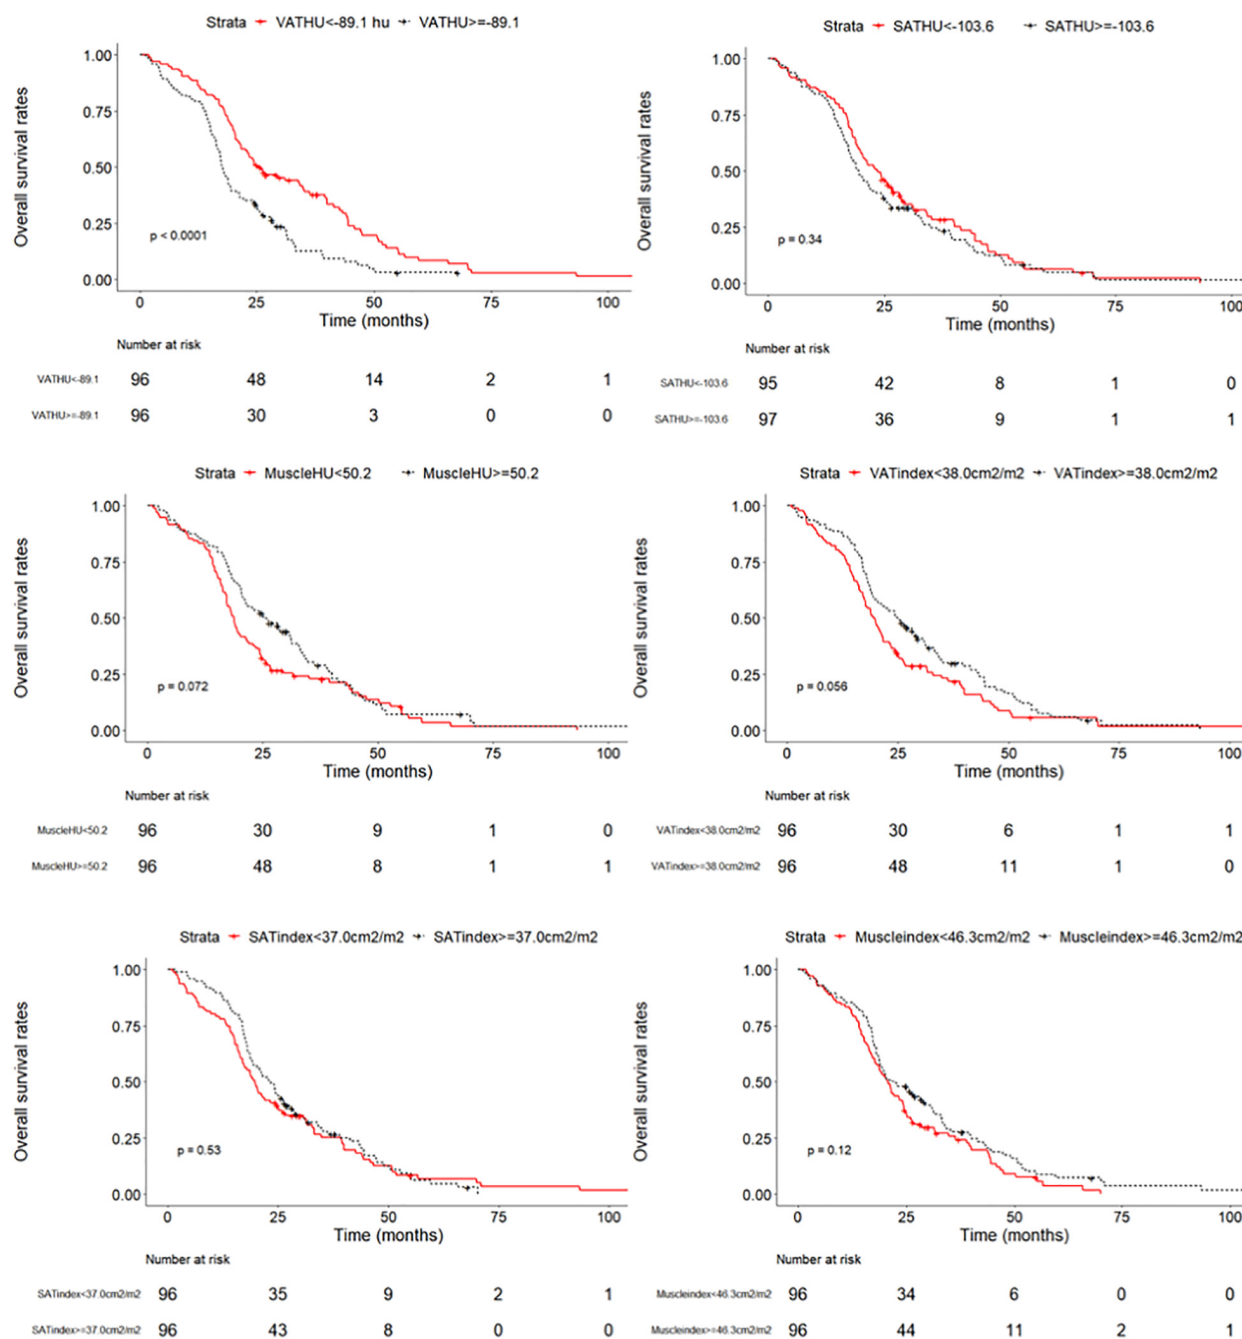 Strata VATHU<-89.1 hu VATHU>=-89.1
Overall survival rates
1.00
0.75
0.50
0.25
0.00
p < 0.0001
0 25 50 75 100
Time (months)
Number at risk
VATHU<-89.1 96 48 14 2 1
VATHU>=-89.1 96 30 3 0 0
Strata SATHU<-103.6 SATHU>=-103.6
Overall survival rates
1.00
0.75
0.50
0.25
0.00
p = 0.34
0 25 50 75 100
Time (months)
Number at risk
SATHU<-103.6 95 42 8 1 0
SATHU>=-103.6 97 36 9 1 1
Strata MuscleHU<50.2 MuscleHU>=50.2
Overall survival rates
1.00
0.75
0.50
0.25
0.00
p = 0.072
0 25 50 75 100
Time (months)
Number at risk
MuscleHU<50.2 96 30 9 1 0
MuscleHU>=50.2 96 48 8 1 1
Strata VATindex<38.0cm2/m2 VATindex>=38.0cm2/m2
Overall survival rates
1.00
0.75
0.50
0.25
0.00
p = 0.056
0 25 50 75 100
Time (months)
Number at risk
VATindex<38.0cm2/m2 96 30 6 1 1
VATindex>=38.0cm2/m2 96 48 11 1 0
Strata SATindex<37.0cm2/m2 SATindex>=37.0cm2/m2
Overall survival rates
1.00
0.75
0.50
0.25
0.00
p = 0.53
0 25 50 75 100
Time (months)
Number at risk
SATindex<37.0cm2/m2 96 35 9 2 1
SATindex>=37.0cm2/m2 96 43 8 0 0
Strata Muscleindex<46.3cm2/m2 Muscleindex>=46.3cm2/m2
Overall survival rates
1.00
0.75
0.50
0.25
0.00
p = 0.12
0 25 50 75 100
Time (months)
Number at risk
Muscleindex<46.3cm2/m2 96 34 6 0 0
Muscleindex>=46.3cm2/m2 96 44 11 2 1